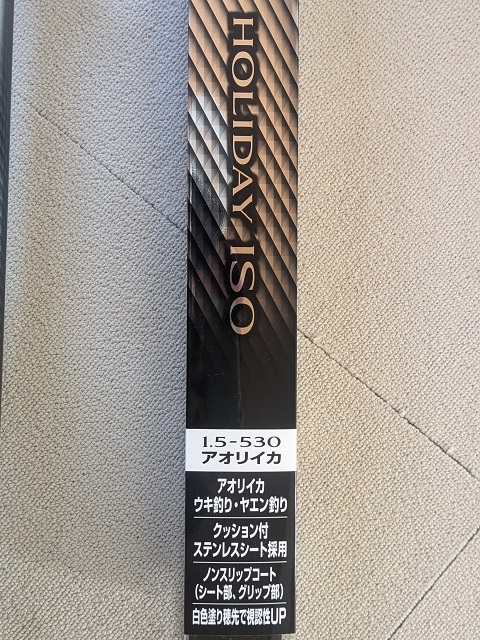 HOLIDAY ISO
1.5-530
アオリイカ
アオリイカ
ウキ釣り・ヤエン釣り
クッション付
ステンレスシート採用
ノンスリップコート
(シート部、グリップ部)
白色塗り穂先で視認性UP